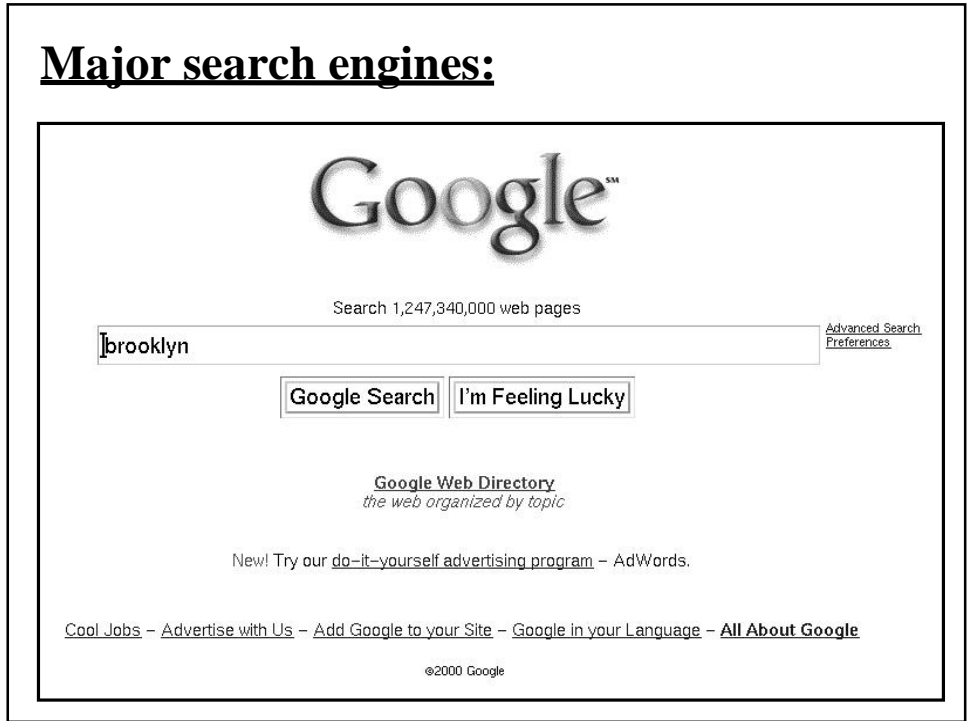 Major search engines:
Google℠
Search 1,247,340,000 web pages
brooklyn
Advanced Search
Preferences
Google Search I'm Feeling Lucky
Google Web Directory
the web organized by topic
New! Try our do-it-yourself advertising program – AdWords.
Cool Jobs – Advertise with Us – Add Google to your Site – Google in your Language – All About Google
©2000 Google